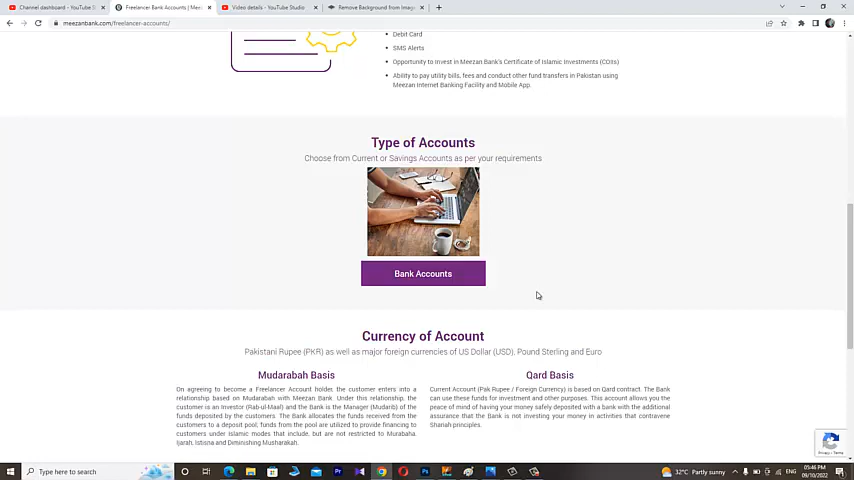 Channel dashboard - YouTube S
Freelancer Bank Accounts | Mee
Video details - YouTube Studio
Remove Background from Imag
meezanbank.com/freelancer-accounts/
Debit Card
SMS Alerts
Opportunity to Invest in Meezan Bank's Certificate of Islamic Investments (COIIs)
Ability to pay utility bills, fees and conduct other fund transfers in Pakistan using
Meezan Internet Banking Facility and Mobile App.
Type of Accounts
Choose from Current or Savings Accounts as per your requirements
Bank Accounts
Currency of Account
Pakistani Rupee (PKR) as well as major foreign currencies of US Dollar (USD), Pound Sterling and Euro
Mudarabah Basis
On agreeing to become a Freelancer Account holder, the customer enters into a
relationship based on Mudarabah with Meezan Bank. Under this relationship, the
customer is an Investor (Rab-ul-Maal) and the Bank is the Manager (Mudarib) of the
funds deposited by the customers. The Bank allocates the funds received from the
customers to a deposit pool; funds from the pool are utilized to provide financing to
customers under Islamic modes that include, but are not restricted to Murabaha,
Ijarah, Istisna and Diminishing Musharakah.
Qard Basis
Current Account (Pak Rupee / Foreign Currency) is based on Qard contract. The Bank
can use these funds for investment and other purposes. This account allows you the
peace of mind of having your money safely deposited with a bank with the additional
assurance that the Bank is not investing your money in activities that contravene
Shariah principles.
Privacy - Terms
Type here to search
32°C Partly sunny
ENG
05:46 PM
09/10/2022